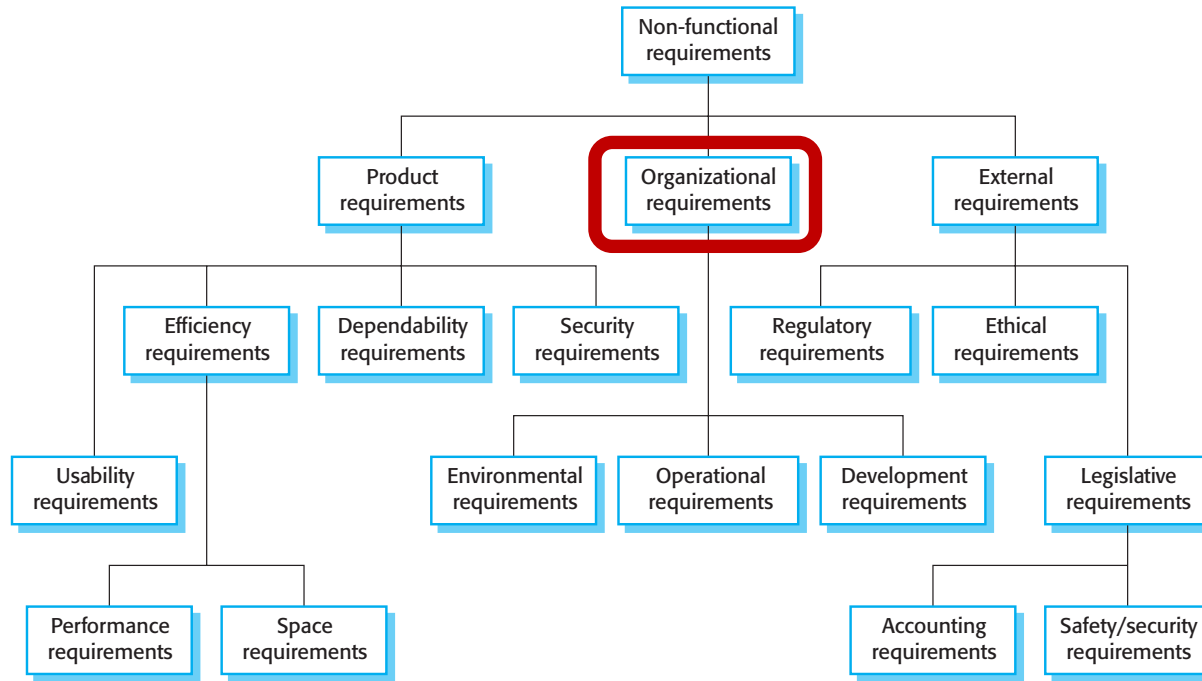 Non-functional
requirements
Product
requirements
Organizational
requirements
External
requirements
Efficiency
requirements
Dependability
requirements
Security
requirements
Regulatory
requirements
Ethical
requirements
Usability
requirements
Environmental
requirements
Operational
requirements
Development
requirements
Legislative
requirements
Performance
requirements
Space
requirements
Accounting
requirements
Safety/security
requirements